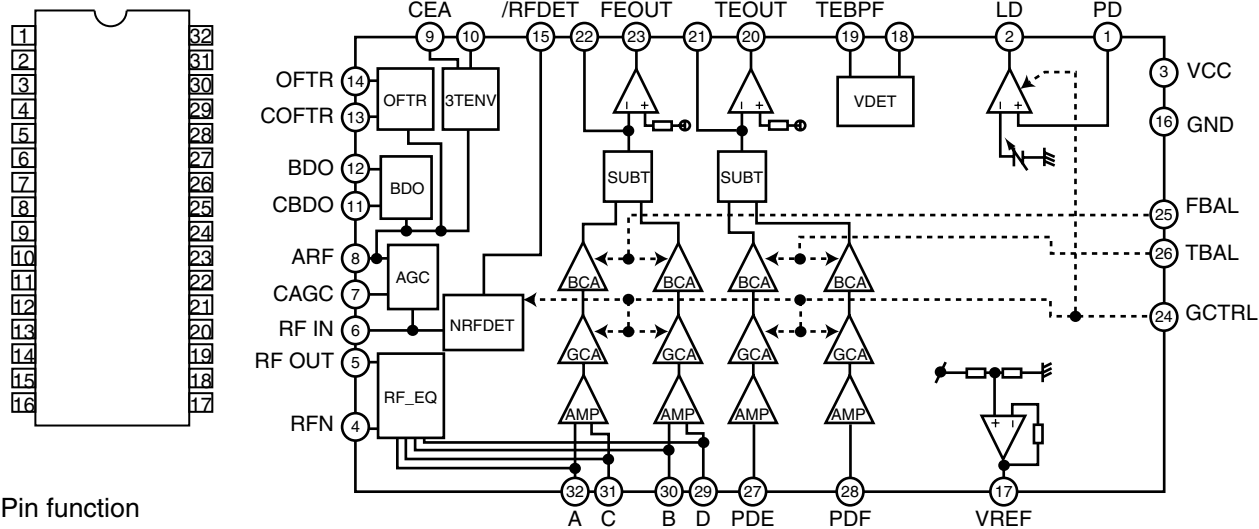 1
2
3
4
5
6
7
8
9
10
11
12
13
14
15
16
32
31
30
29
28
27
26
25
24
23
22
21
20
19
18
17
CEA /RFDET FEOUT TEOUT TEBPF LD PD
9 10 15 22 23 21 20 19 18 2 1
OFTR 14
COFTR 13
OFTR
3TENV
VDET
3 VCC
16 GND
− +
− +
− +
BDO 12
CBDO 11
BDO
SUBT SUBT
25 FBAL
26 TBAL
ARF 8
CAGC 7
AGC
BCA BCA BCA BCA
RF IN 6
NRFDET
24 GCTRL
RF OUT 5
GCA GCA GCA GCA
RF_EQ
RFN 4
AMP AMP AMP AMP
+ −
32 31 30 29 27 28 17
A C B D PDE PDF VREF
Pin function